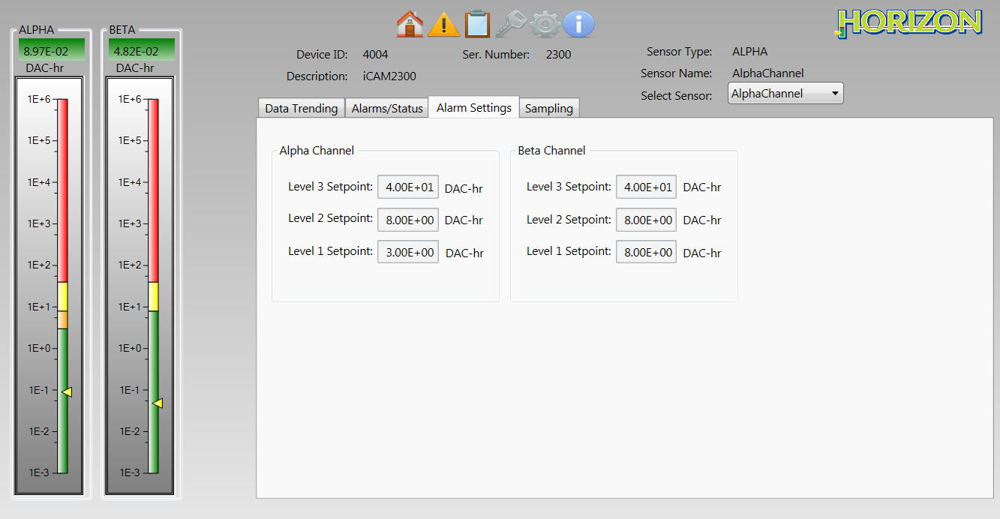 HORIZON
ALPHA
8.97E-02
DAC-hr
1E+6
1E+5
1E+4
1E+3
1E+2
1E+1
1E+0
1E-1
1E-2
1E-3
BETA
4.82E-02
DAC-hr
1E+6
1E+5
1E+4
1E+3
1E+2
1E+1
1E+0
1E-1
1E-2
1E-3
Device ID: 4004 Ser. Number: 2300
Description: iCAM2300
Sensor Type: ALPHA
Sensor Name: AlphaChannel
Select Sensor: AlphaChannel
Data Trending Alarms/Status Alarm Settings Sampling
Alpha Channel
Level 3 Setpoint: 4.00E+01 DAC-hr
Level 2 Setpoint: 8.00E+00 DAC-hr
Level 1 Setpoint: 3.00E+00 DAC-hr
Beta Channel
Level 3 Setpoint: 4.00E+01 DAC-hr
Level 2 Setpoint: 8.00E+00 DAC-hr
Level 1 Setpoint: 8.00E+00 DAC-hr